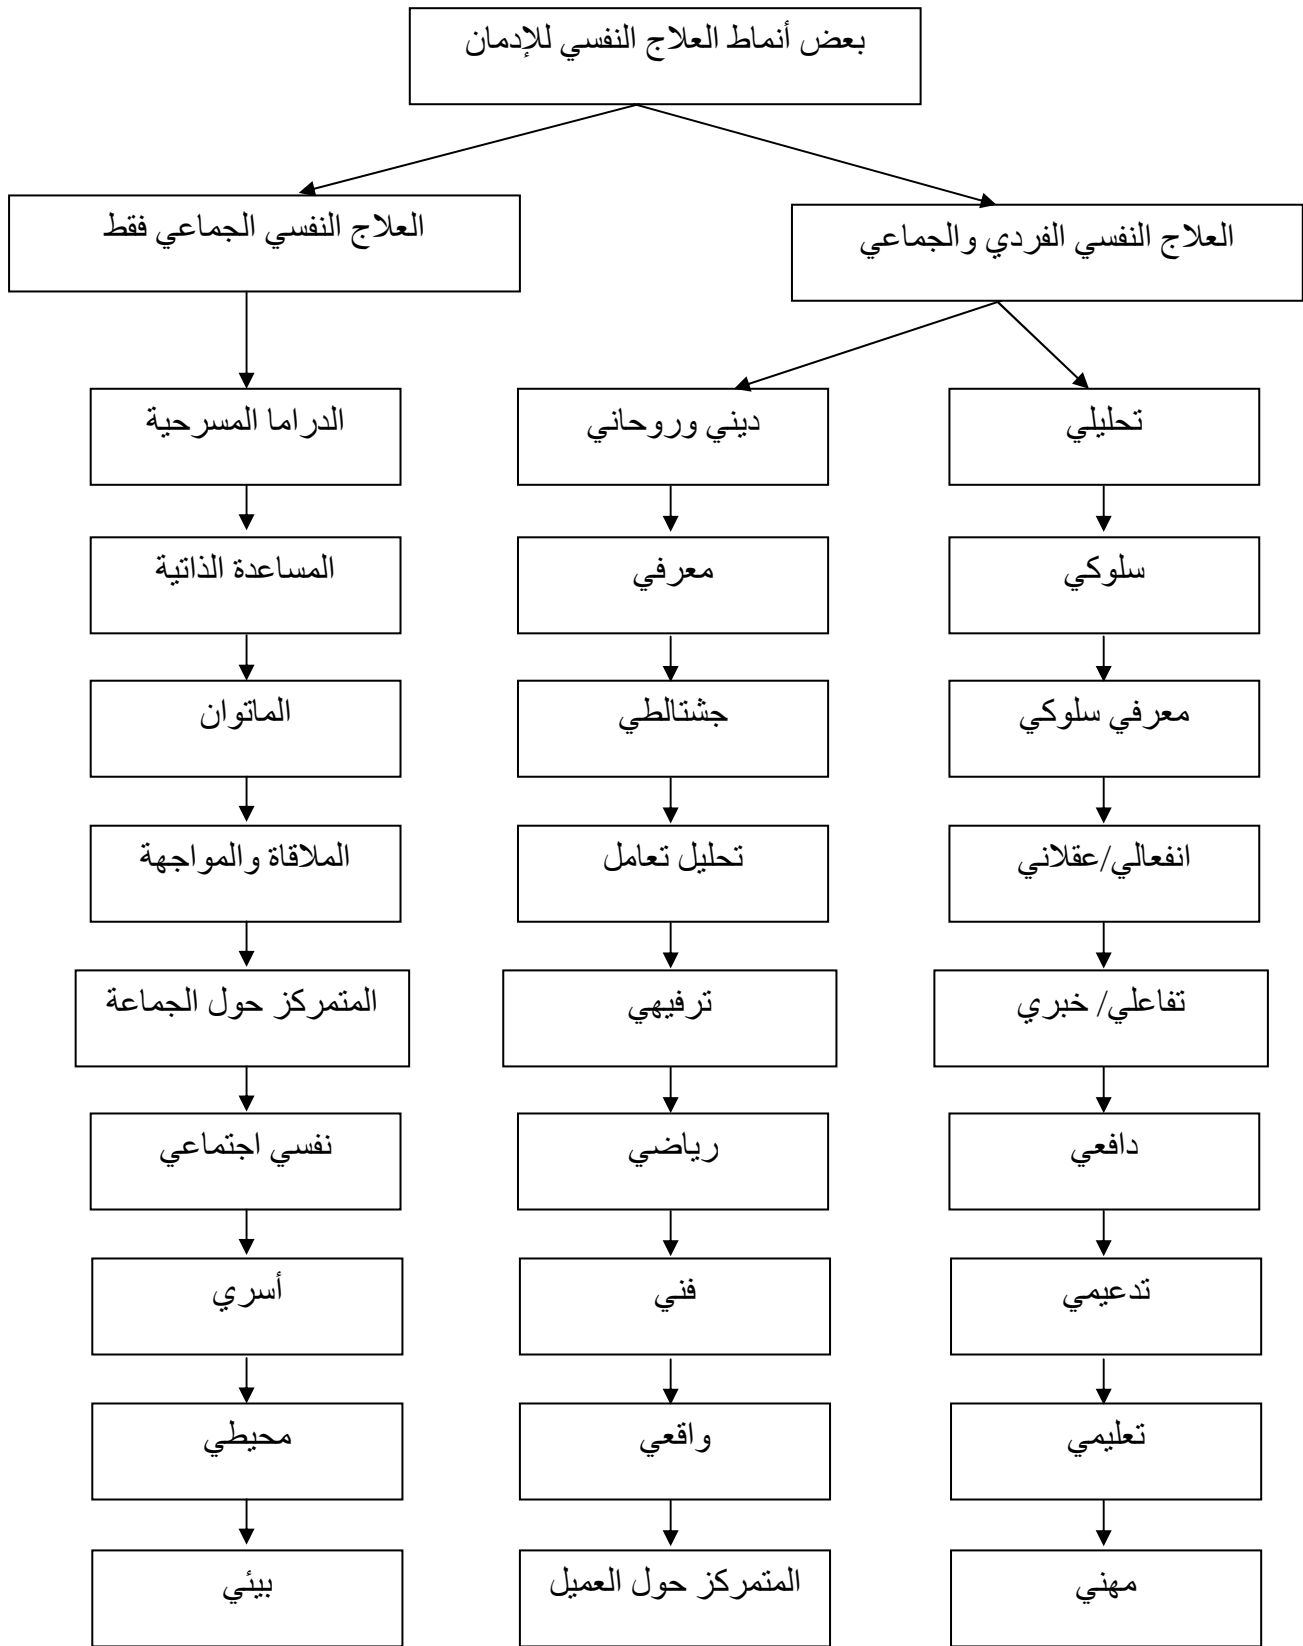 بعض أنماط العلاج النفسي للإدمان
العلاج النفسي الفردي والجماعي
العلاج النفسي الجماعي فقط
تحليلي
ديني وروحاني
الدراما المسرحية
سلوكي
معرفي
المساعدة الذاتية
معرفي سلوكي
جشتالطي
الماتوان
انفعالي/عقلاني
تحليل تعامل
الملاقاة والمواجهة
تفاعلي/ خبري
ترفيهي
المتمركز حول الجماعة
دافعي
رياضي
نفسي اجتماعي
تدعيمي
فني
أسري
تعليمي
واقعي
محيطي
مهني
المتمركز حول العميل
بيئي